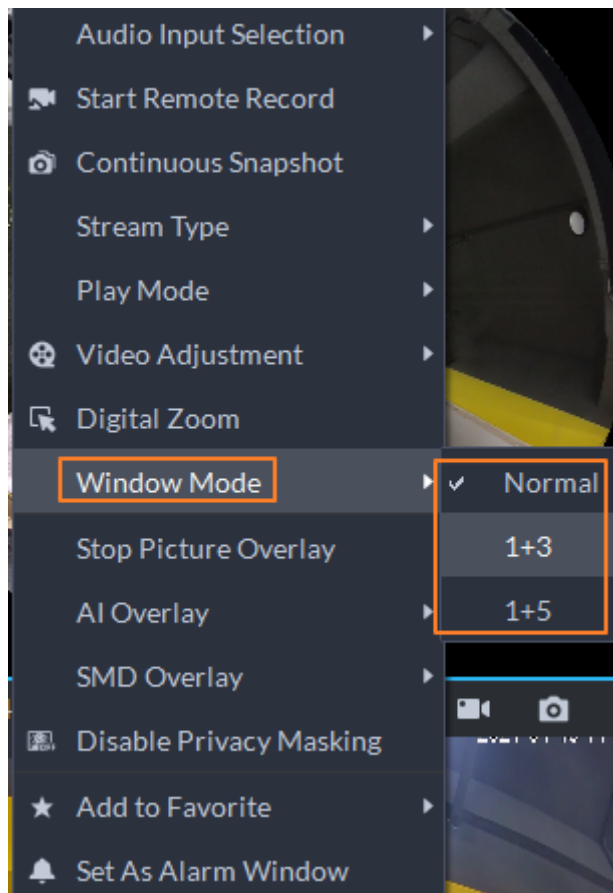 Audio Input Selection
Start Remote Record
Continuous Snapshot
Stream Type
Play Mode
Video Adjustment
Digital Zoom
Window Mode
Normal
1+3
1+5
Stop Picture Overlay
AI Overlay
SMD Overlay
Disable Privacy Masking
Add to Favorite
Set As Alarm Window